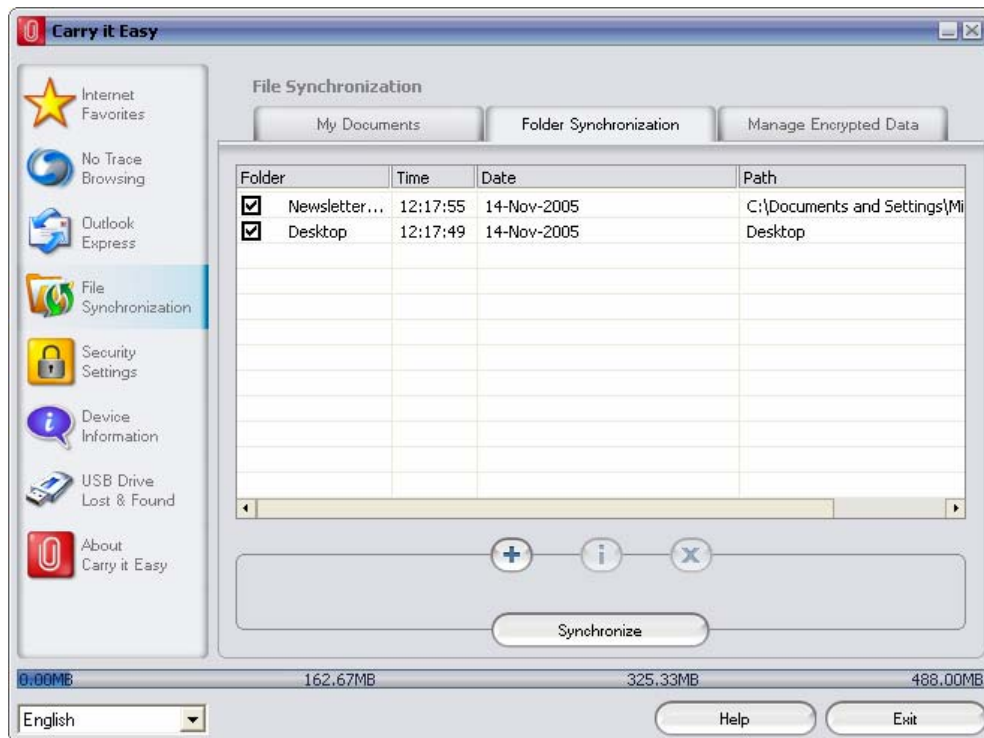 Carry it Easy
Internet
Favorites
No Trace
Browsing
Outlook
Express
File
Synchronization
Security
Settings
Device
Information
USB Drive
Lost & Found
About
Carry it Easy
File Synchronization
My Documents
Folder Synchronization
Manage Encrypted Data
Folder Time Date Path
Newsletter... 12:17:55 14-Nov-2005 C:\Documents and Settings\Mi
Desktop 12:17:49 14-Nov-2005 Desktop
Synchronize
0.00MB 162.67MB 325.33MB 488.00MB
English
Help
Exit